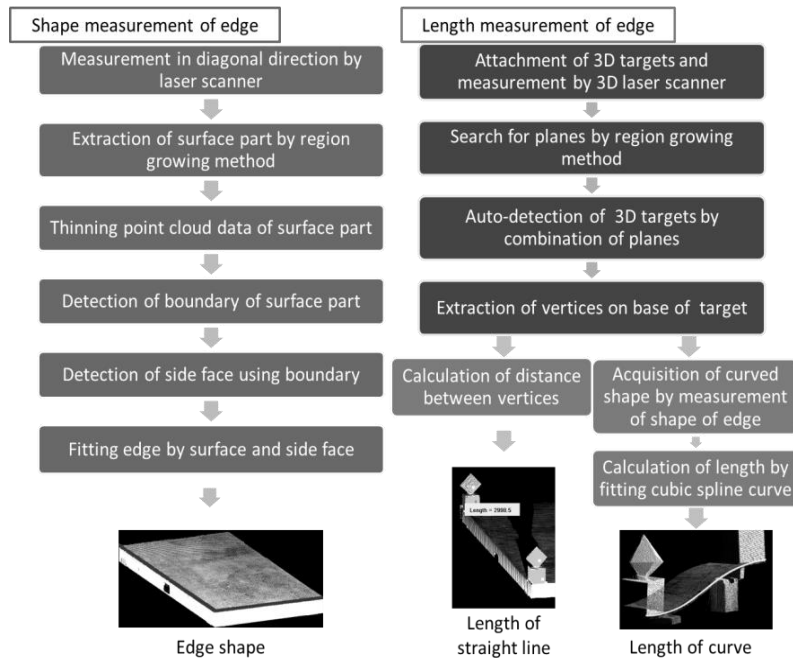 Shape measurement of edge
Measurement in diagonal direction by
laser scanner
Extraction of surface part by region
growing method
Thinning point cloud data of surface part
Detection of boundary of surface part
Detection of side face using boundary
Fitting edge by surface and side face
Edge shape
Length measurement of edge
Attachment of 3D targets and
measurement by 3D laser scanner
Search for planes by region growing
method
Auto-detection of 3D targets by
combination of planes
Extraction of vertices on base of target
Calculation of distance
between vertices
Length = 2998.5
Length of
straight line
Acquisition of curved
shape by measurement
of shape of edge
Calculation of length by
fitting cubic spline curve
Length of curve